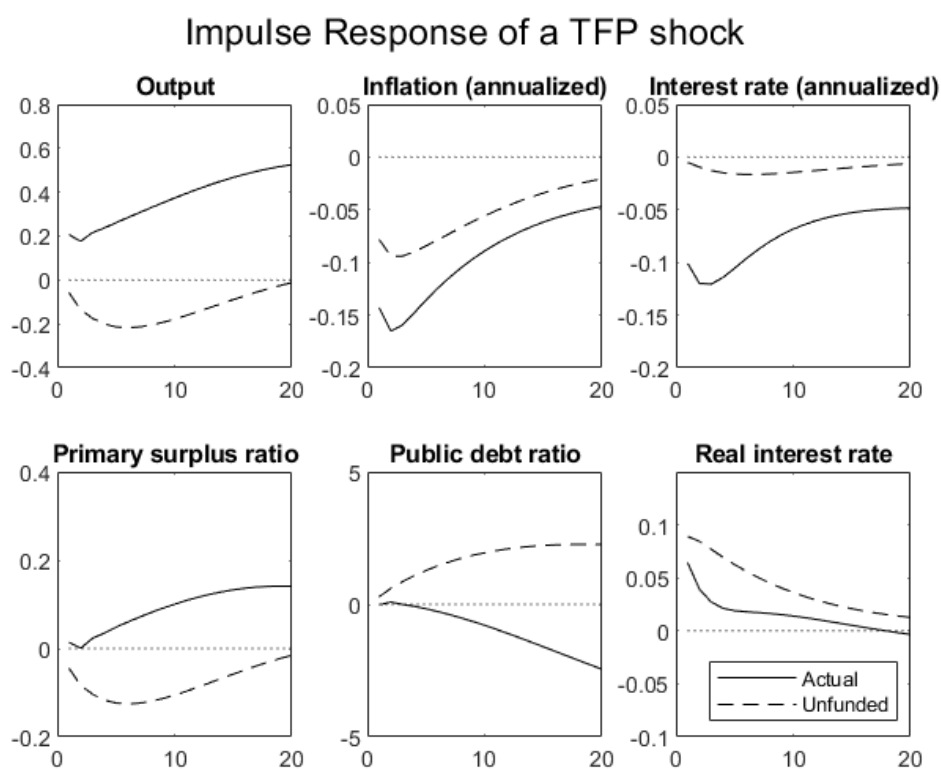 Impulse Response of a TFP shock
Output
0.8
0.6
0.4
0.2
0
-0.2
-0.4
0 10 20
Inflation (annualized)
0.05
0
-0.05
-0.1
-0.15
-0.2
0 10 20
Interest rate (annualized)
0.05
0
-0.05
-0.1
-0.15
-0.2
0 10 20
Primary surplus ratio
0.4
0.2
0
-0.2
0 10 20
Public debt ratio
5
0
-5
0 10 20
Real interest rate
0.1
0.05
0
-0.05
-0.1
0 10 20
Actual
Unfunded